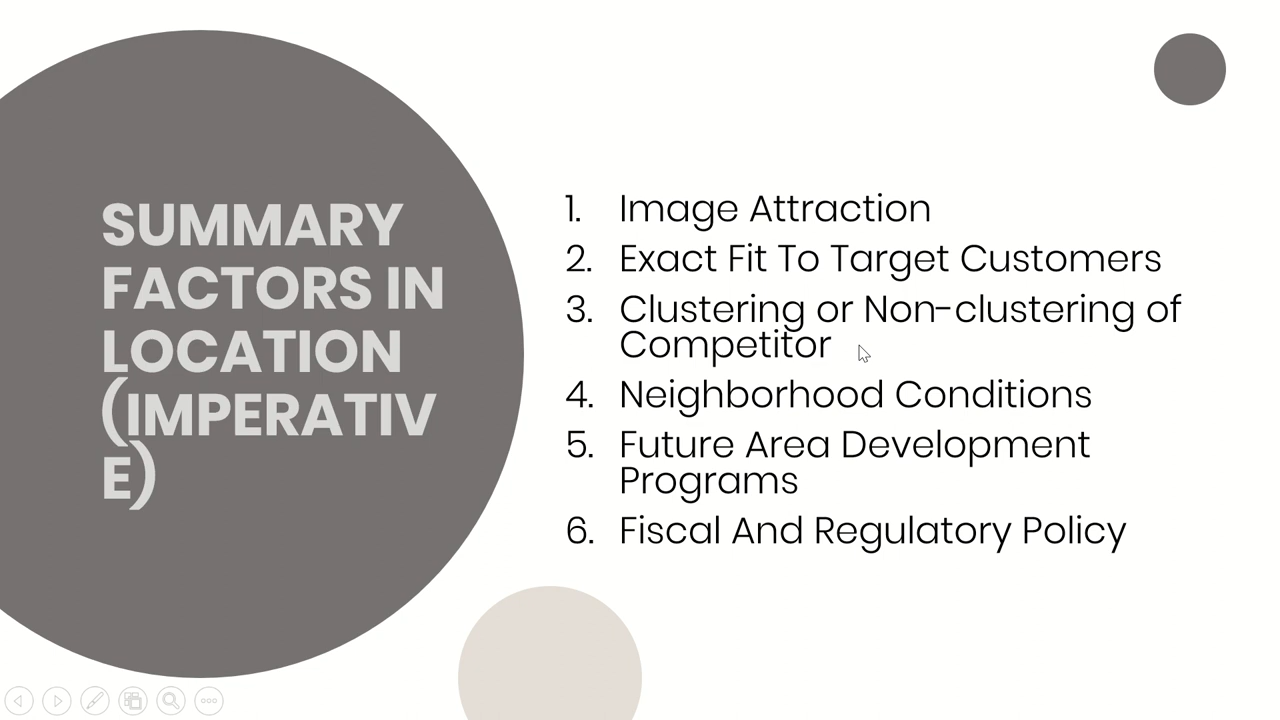 SUMMARY
FACTORS IN
LOCATION
(IMPERATIV
E)
1. Image Attraction
2. Exact Fit To Target Customers
3. Clustering or Non-clustering of
Competitor
4. Neighborhood Conditions
5. Future Area Development
Programs
6. Fiscal And Regulatory Policy